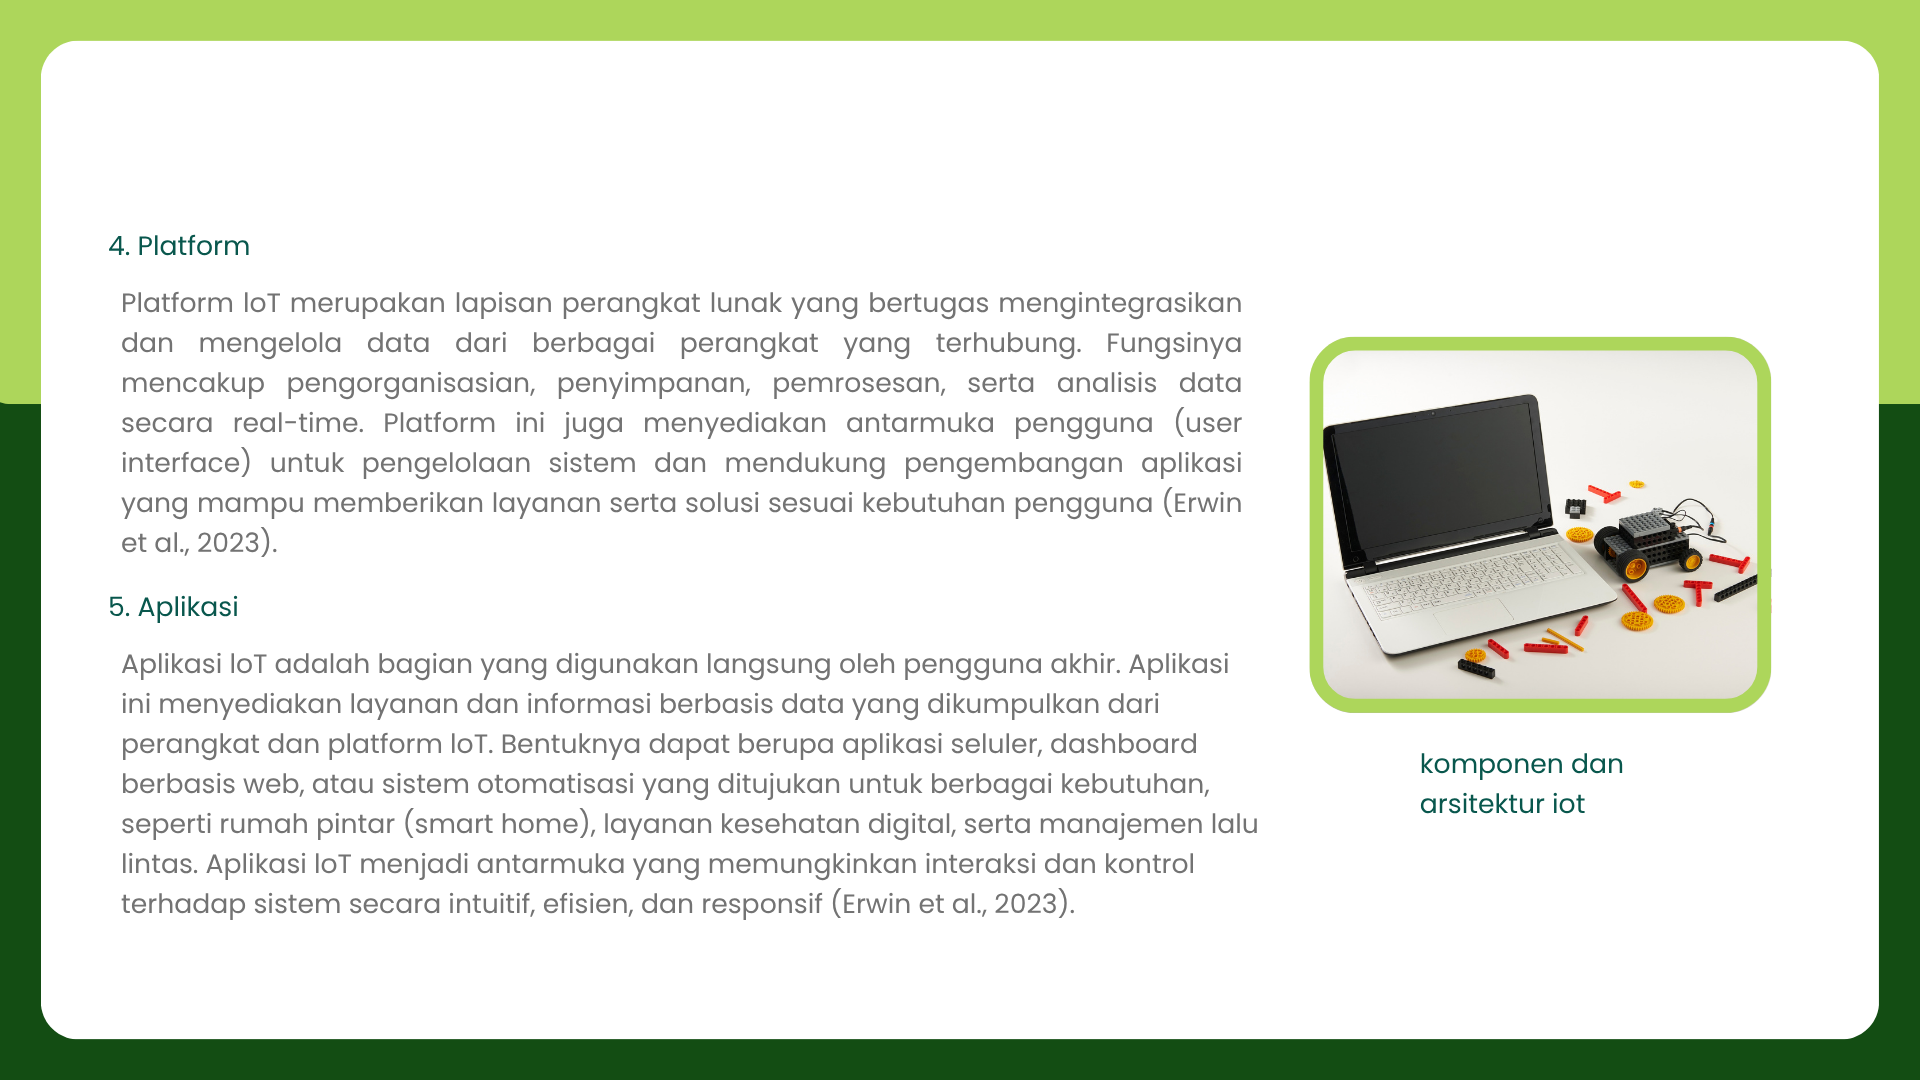 4. Platform
Platform IoT merupakan lapisan perangkat lunak yang bertugas mengintegrasikan
dan mengelola data dari berbagai perangkat yang terhubung. Fungsinya
mencakup pengorganisasian, penyimpanan, pemrosesan, serta analisis data
secara real-time. Platform ini juga menyediakan antarmuka pengguna (user
interface) untuk pengelolaan sistem dan mendukung pengembangan aplikasi
yang mampu memberikan layanan serta solusi sesuai kebutuhan pengguna (Erwin
et al., 2023).
5. Aplikasi
Aplikasi IoT adalah bagian yang digunakan langsung oleh pengguna akhir. Aplikasi
ini menyediakan layanan dan informasi berbasis data yang dikumpulkan dari
perangkat dan platform IoT. Bentuknya dapat berupa aplikasi seluler, dashboard
berbasis web, atau sistem otomatisasi yang ditujukan untuk berbagai kebutuhan,
seperti rumah pintar (smart home), layanan kesehatan digital, serta manajemen lalu
lintas. Aplikasi IoT menjadi antarmuka yang memungkinkan interaksi dan kontrol
terhadap sistem secara intuitif, efisien, dan responsif (Erwin et al., 2023).
komponen dan
arsitektur iot